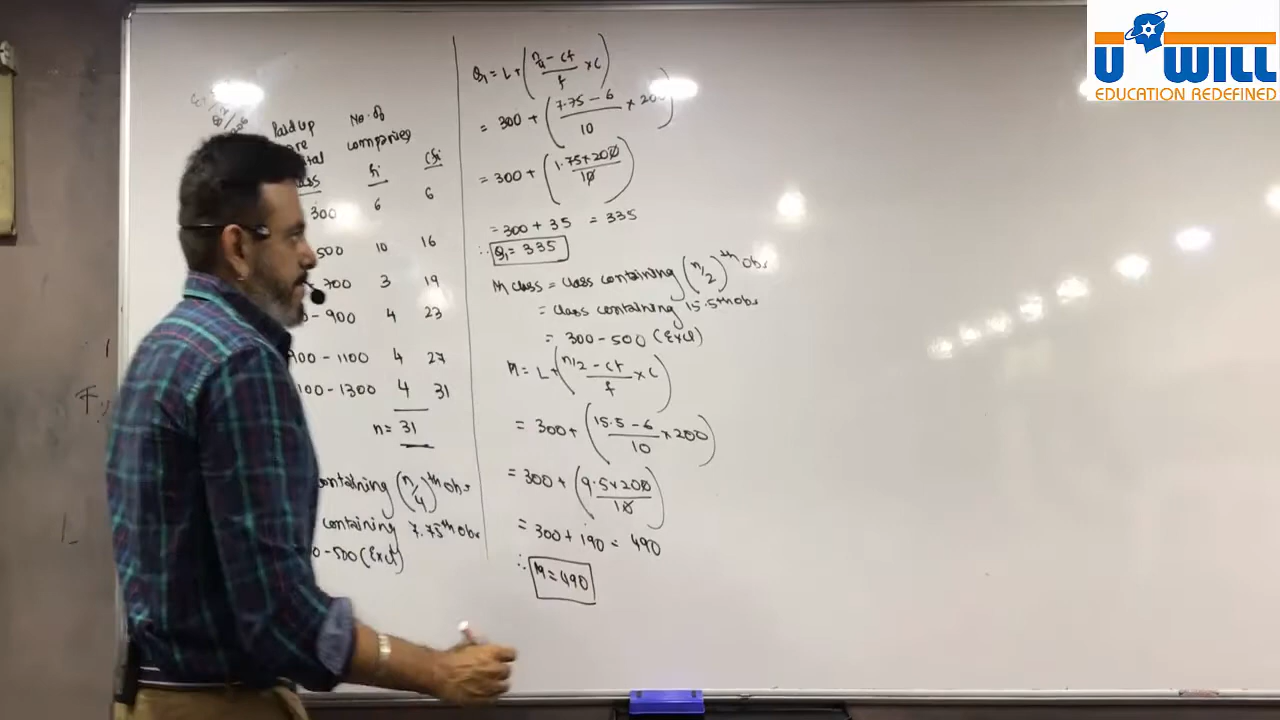 U WILL
EDUCATION REDEFINED
Paid up
No. of
companies
fi
cfi
300 6 6
500 10 16
700 3 19
-900 4 23
900-1100 4 27
100-1300 4 31
n= 31
containing (n/4)th obs
containing 7.75th obs
0-500 (Excl)
Q₁ = L + (n/4 - cf / f × c)
= 300 + (7.75 - 6 / 10 × 200)
= 300 + (1.75 × 200 / 10)
= 300 + 35 = 335
∴ Q₁ = 335
M class = class containing (n/2)th obs
= class containing 15.5th obs
= 300-500 (Excl)
M = L + (n/2 - cf / f × c)
= 300 + (15.5 - 6 / 10 × 200)
= 300 + (9.5 × 200 / 10)
= 300 + 190 = 490
∴ M = 490